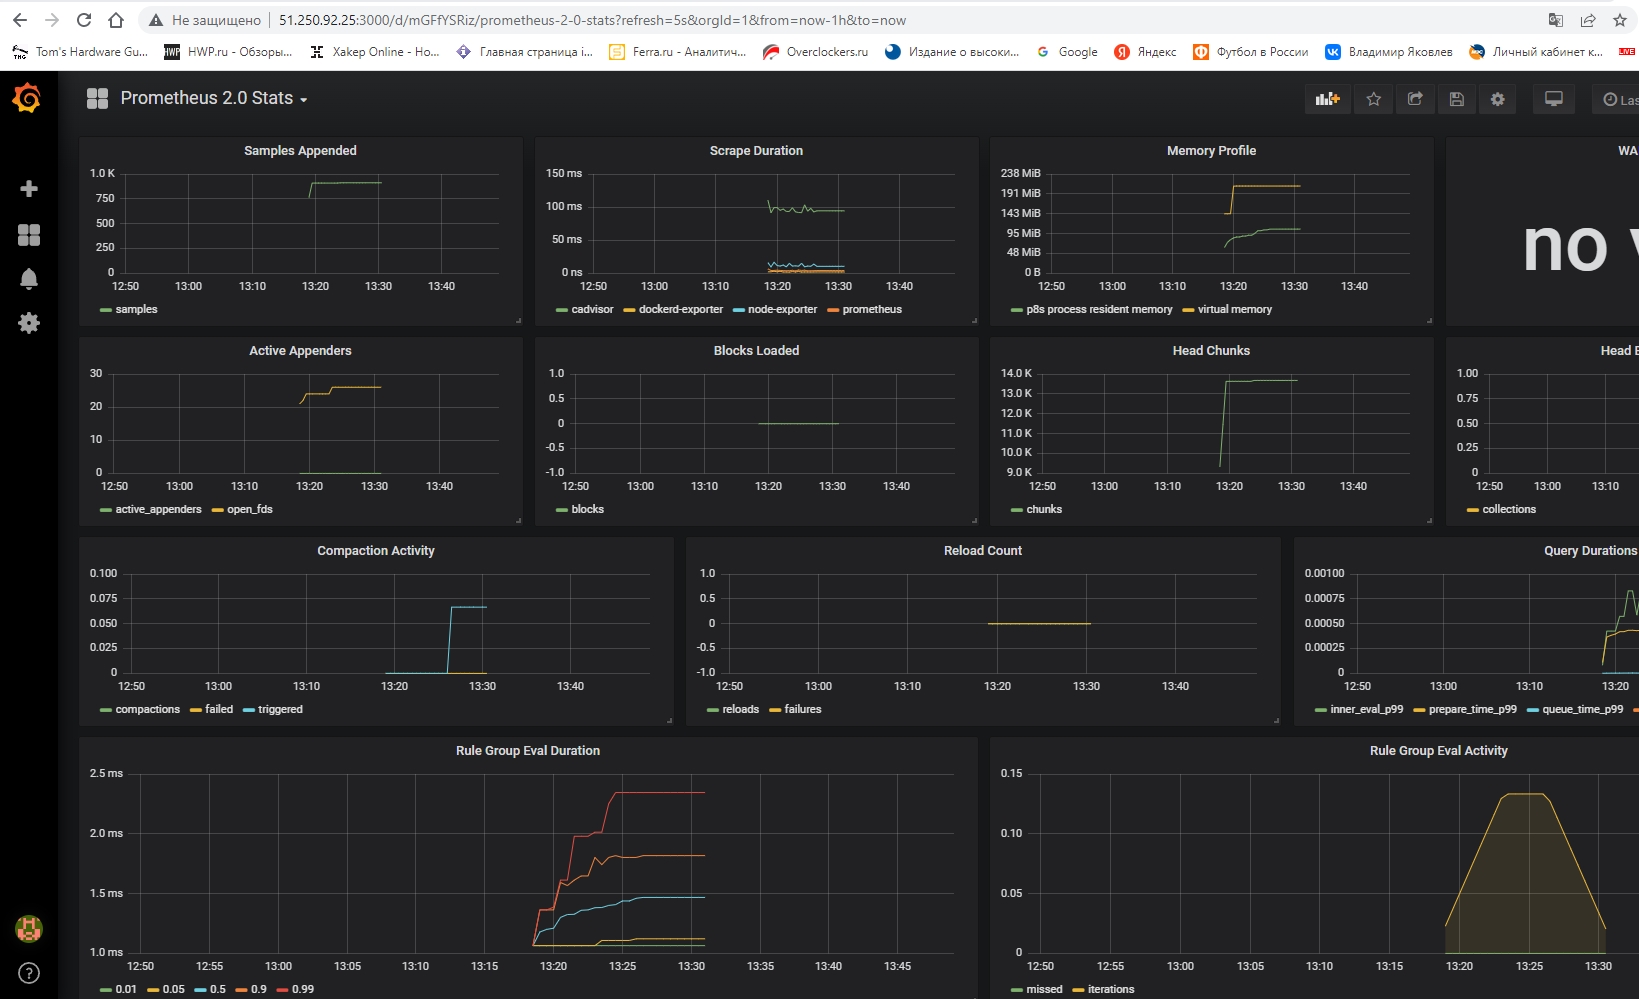 Не защищено | 51.250.92.25:3000/d/mGFfYSRiz/prometheus-2-0-stats?refresh=5s&orgId=1&from=now-1h&to=now
Tom's Hardware Gu... HWP HWP.ru - Обзоры... Хакер Online - Но... Главная страница i... Ferra.ru - Аналитич... Overclockers.ru Издание о высоки... Google Яндекс Футбол в России Владимир Яковлев Личный кабинет к... LIVE
Prometheus 2.0 Stats
Las
Samples Appended
1.0 K
750
500
250
0
12:50 13:00 13:10 13:20 13:30 13:40
samples
Scrape Duration
150 ms
100 ms
50 ms
0 ns
12:50 13:00 13:10 13:20 13:30 13:40
cadvisor dockerd-exporter node-exporter prometheus
Memory Profile
238 MiB
191 MiB
143 MiB
95 MiB
48 MiB
0 B
12:50 13:00 13:10 13:20 13:30 13:40
p8s process resident memory virtual memory
WA
no v
Active Appenders
30
20
10
0
12:50 13:00 13:10 13:20 13:30 13:40
active_appenders open_fds
Blocks Loaded
1.0
0.5
0
-0.5
-1.0
12:50 13:00 13:10 13:20 13:30 13:40
blocks
Head Chunks
14.0 K
13.0 K
12.0 K
11.0 K
10.0 K
9.0 K
12:50 13:00 13:10 13:20 13:30 13:40
chunks
Head
1.00
0.75
0.50
0.25
0
12:50 13:00 13:10
collections
Compaction Activity
0.100
0.075
0.050
0.025
0
12:50 13:00 13:10 13:20 13:30 13:40
compactions failed triggered
Reload Count
1.0
0.5
0
-0.5
-1.0
12:50 13:00 13:10 13:20 13:30 13:40
reloads failures
Query Durations
0.00100
0.00075
0.00050
0.00025
0
12:50 13:00 13:10 13:20
inner_eval_p99 prepare_time_p99 queue_time_p99
Rule Group Eval Duration
2.5 ms
2.0 ms
1.5 ms
1.0 ms
12:50 12:55 13:00 13:05 13:10 13:15 13:20 13:25 13:30 13:35 13:40 13:45
0.01 0.05 0.5 0.9 0.99
Rule Group Eval Activity
0.15
0.10
0.05
0
12:50 12:55 13:00 13:05 13:10 13:15 13:20 13:25 13:30
missed iterations